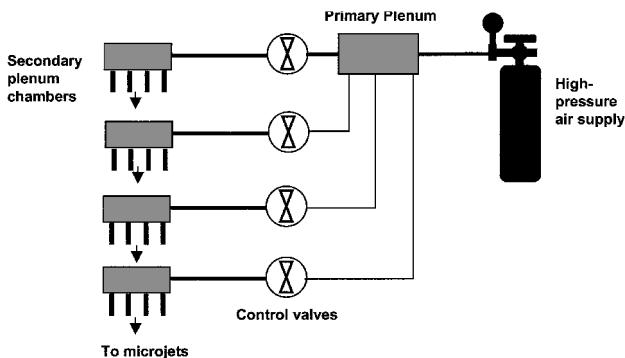 Primary Plenum
Secondary
plenum
chambers
High-
pressure
air supply
Control valves
To microjets